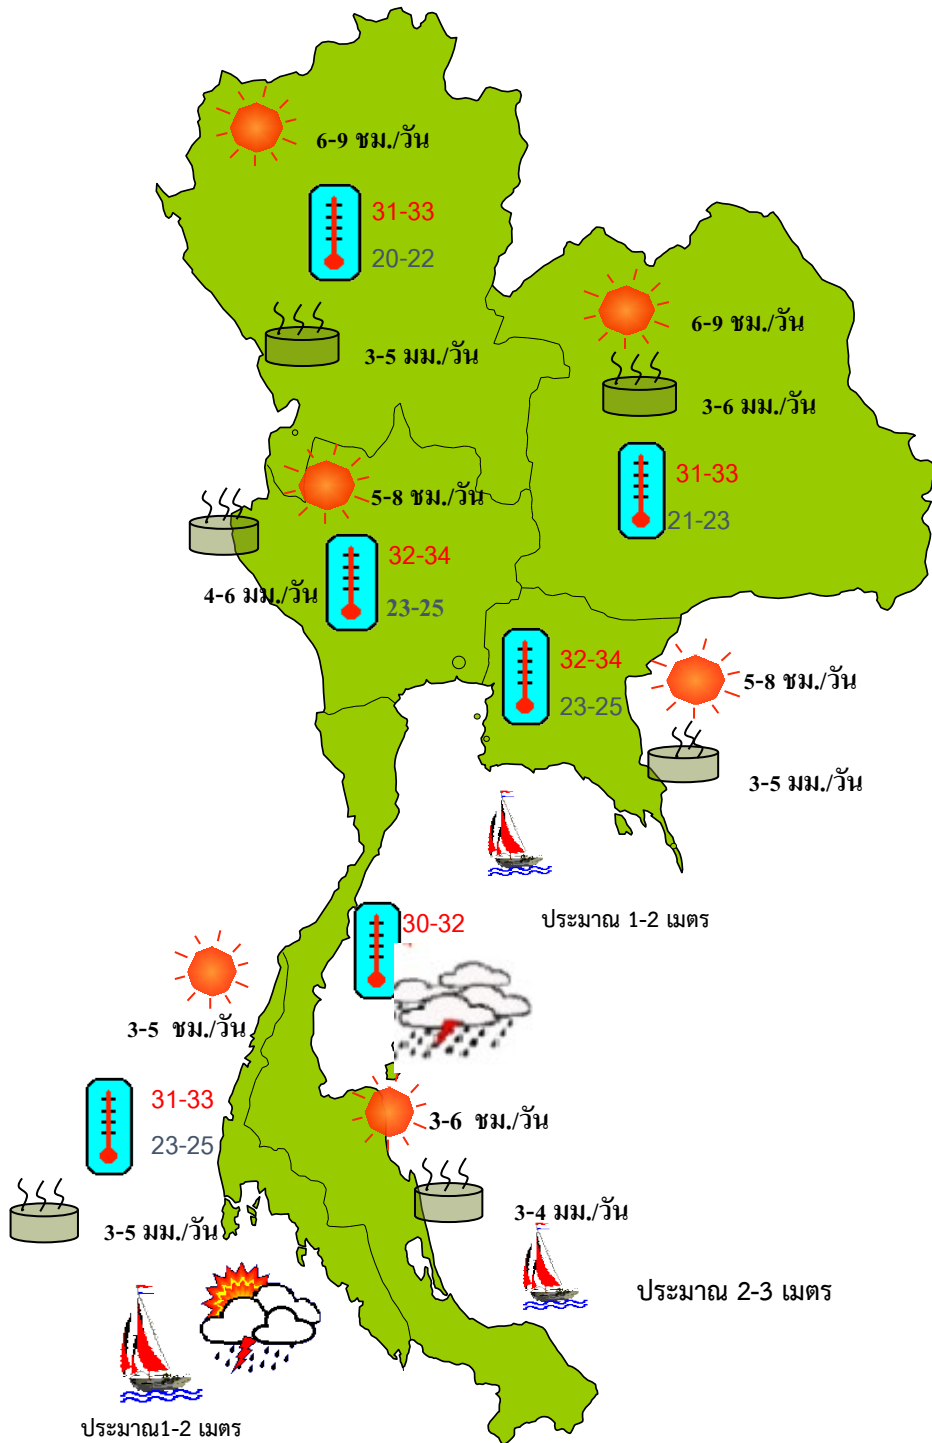 6-9 ชม./วัน
31-33
20-22
3-5 มม./วัน
6-9 ชม./วัน
3-6 มม./วัน
31-33
21-23
5-8 ชม./วัน
32-34
4-6 มม./วัน
23-25
32-34
23-25
5-8 ชม./วัน
3-5 มม./วัน
ประมาณ 1-2 เมตร
30-32
3-5 ชม./วัน
31-33
23-25
3-5 มม./วัน
3-6 ชม./วัน
3-4 มม./วัน
ประมาณ 2-3 เมตร
ประมาณ1-2 เมตร